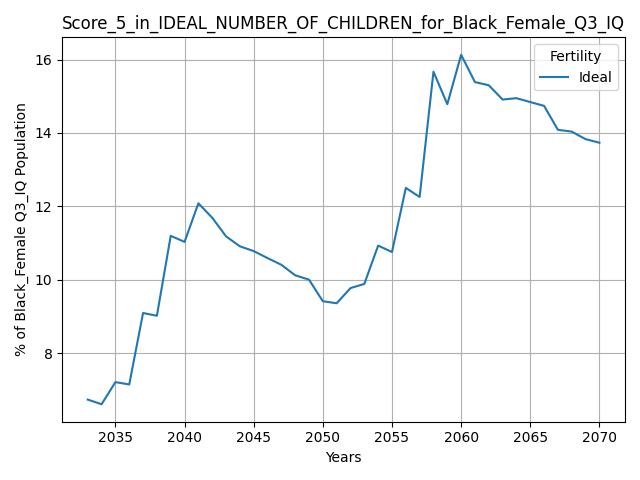 Score_5_in_IDEAL_NUMBER_OF_CHILDREN_for_Black_Female_Q3_IQ
Fertility
Ideal
% of Black_Female Q3_IQ Population
16
14
12
10
8
2035 2040 2045 2050 2055 2060 2065 2070
Years